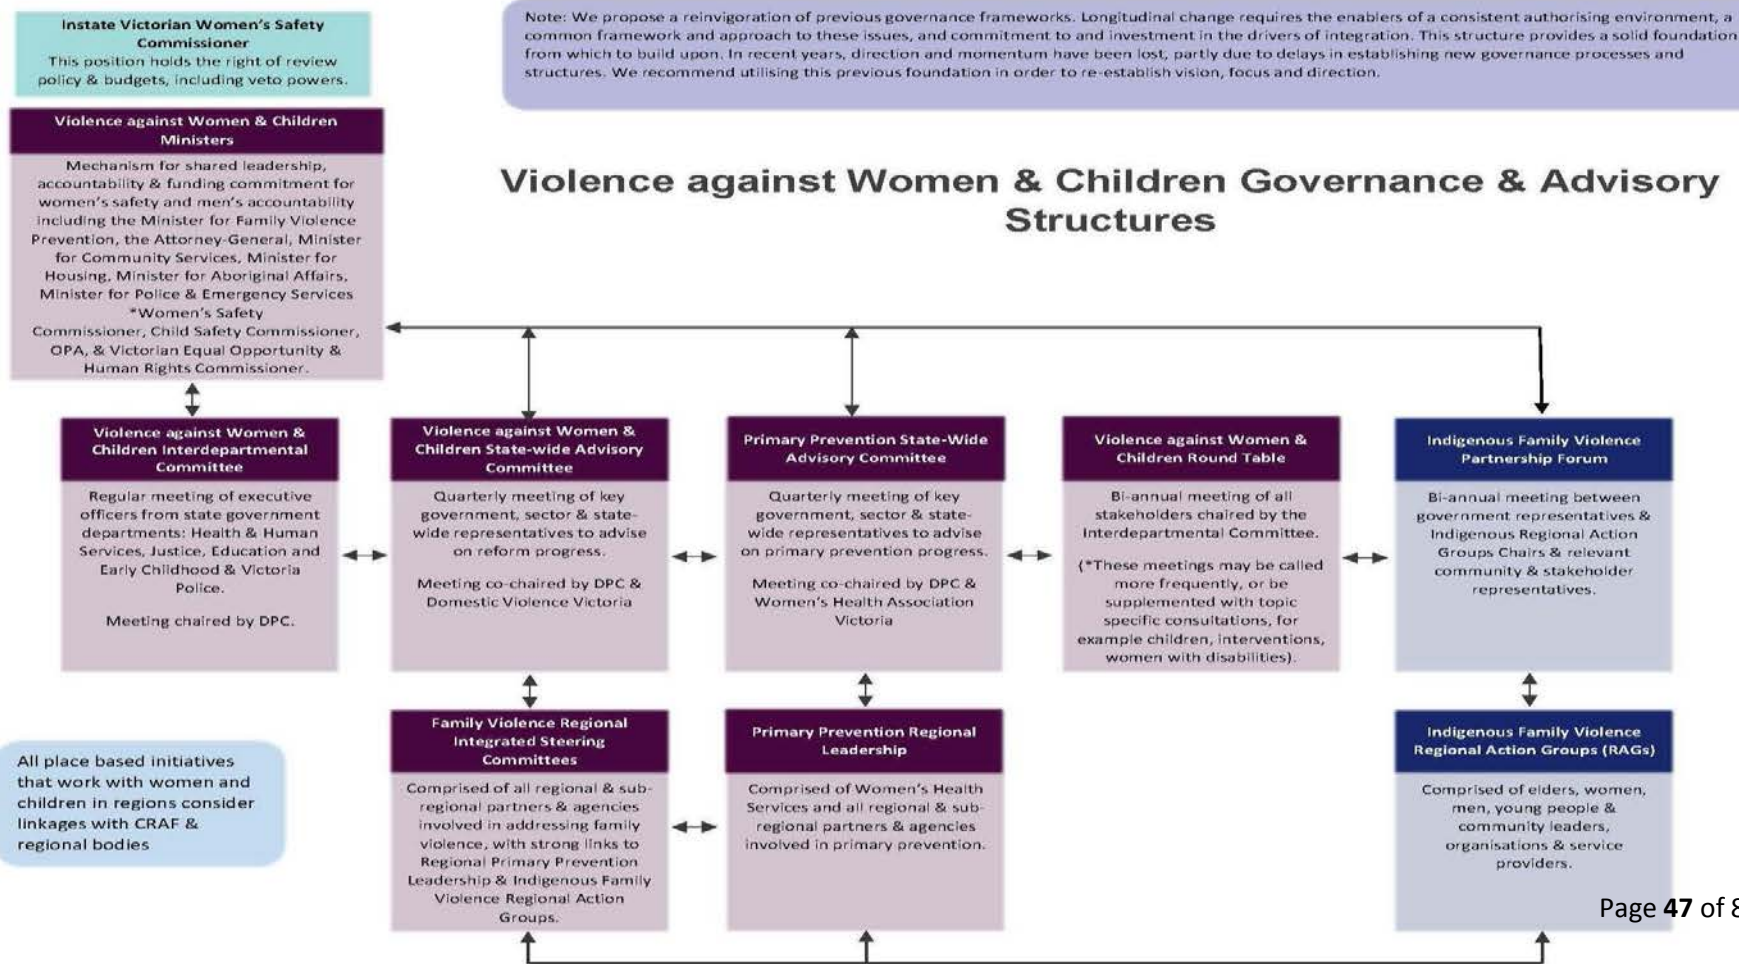 Instate Victorian Women's Safety
Commissioner
This position holds the right of review
policy & budgets, including veto powers.
Note: We propose a reinvigoration of previous governance frameworks. Longitudinal change requires the enablers of a consistent authorising environment, a
common framework and approach to these issues, and commitment to and investment in the drivers of integration. This structure provides a solid foundation
from which to build upon. In recent years, direction and momentum have been lost, partly due to delays in establishing new governance processes and
structures. We recommend utilising this previous foundation in order to re-establish vision, focus and direction.
Violence against Women & Children
Ministers
Mechanism for shared leadership,
accountability & funding commitment for
women's safety and men's accountability
including the Minister for Family Violence
Prevention, the Attorney-General, Minister
for Community Services, Minister for
Housing, Minister for Aboriginal Affairs,
Minister for Police & Emergency Services
*Women's Safety
Commissioner, Child Safety Commissioner,
OPA, & Victorian Equal Opportunity &
Human Rights Commissioner.
Violence against Women & Children Governance & Advisory
Structures
Violence against Women &
Children Interdepartmental
Committee
Regular meeting of executive
officers from state government
departments: Health & Human
Services, Justice, Education and
Early Childhood & Victoria
Police.
Meeting chaired by DPC.
Violence against Women &
Children State-wide Advisory
Committee
Quarterly meeting of key
government, sector & state-
wide representatives to advise
on reform progress.
Meeting co-chaired by DPC &
Domestic Violence Victoria
Primary Prevention State-Wide
Advisory Committee
Quarterly meeting of key
government, sector & state-
wide representatives to advise
on primary prevention progress.
Meeting co-chaired by DPC &
Women's Health Association
Victoria
Violence against Women &
Children Round Table
Bi-annual meeting of all
stakeholders chaired by the
Interdepartmental Committee.
(*These meetings may be called
more frequently, or be
supplemented with topic
specific consultations, for
example children, interventions,
women with disabilities).
Indigenous Family Violence
Partnership Forum
Bi-annual meeting between
government representatives &
Indigenous Regional Action
Groups Chairs & relevant
community & stakeholder
representatives.
All place based initiatives
that work with women and
children in regions consider
linkages with CRAF &
regional bodies
Family Violence Regional
Integrated Steering
Committees
Comprised of all regional & sub-
regional partners & agencies
involved in addressing family
violence, with strong links to
Regional Primary Prevention
Leadership & Indigenous Family
Violence Regional Action
Groups.
Primary Prevention Regional
Leadership
Comprised of Women's Health
Services and all regional & sub-
regional partners & agencies
involved in primary prevention.
Indigenous Family Violence
Regional Action Groups (RAGs)
Comprised of elders, women,
men, young people &
community leaders,
organisations & service
providers.
Page 47 of 8